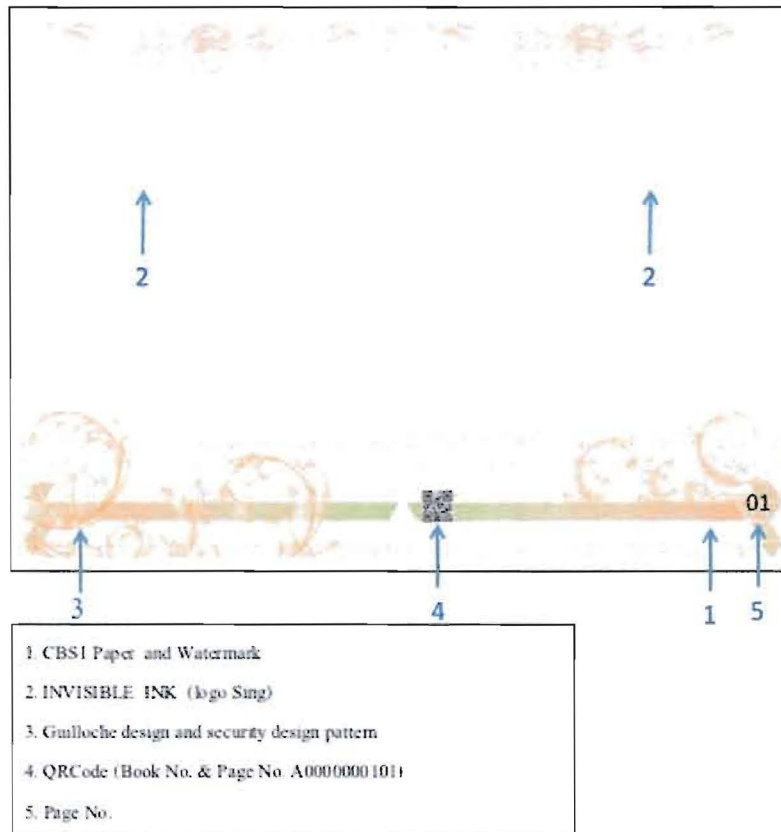 2
2
01
3
4
1
5
1. CBS1 Paper and Watermark
2. INVISIBLE INK (logo Sing)
3. Guilloche design and security design pattern
4. QRCode (Book No. & Page No. A0000000101)
5. Page No.